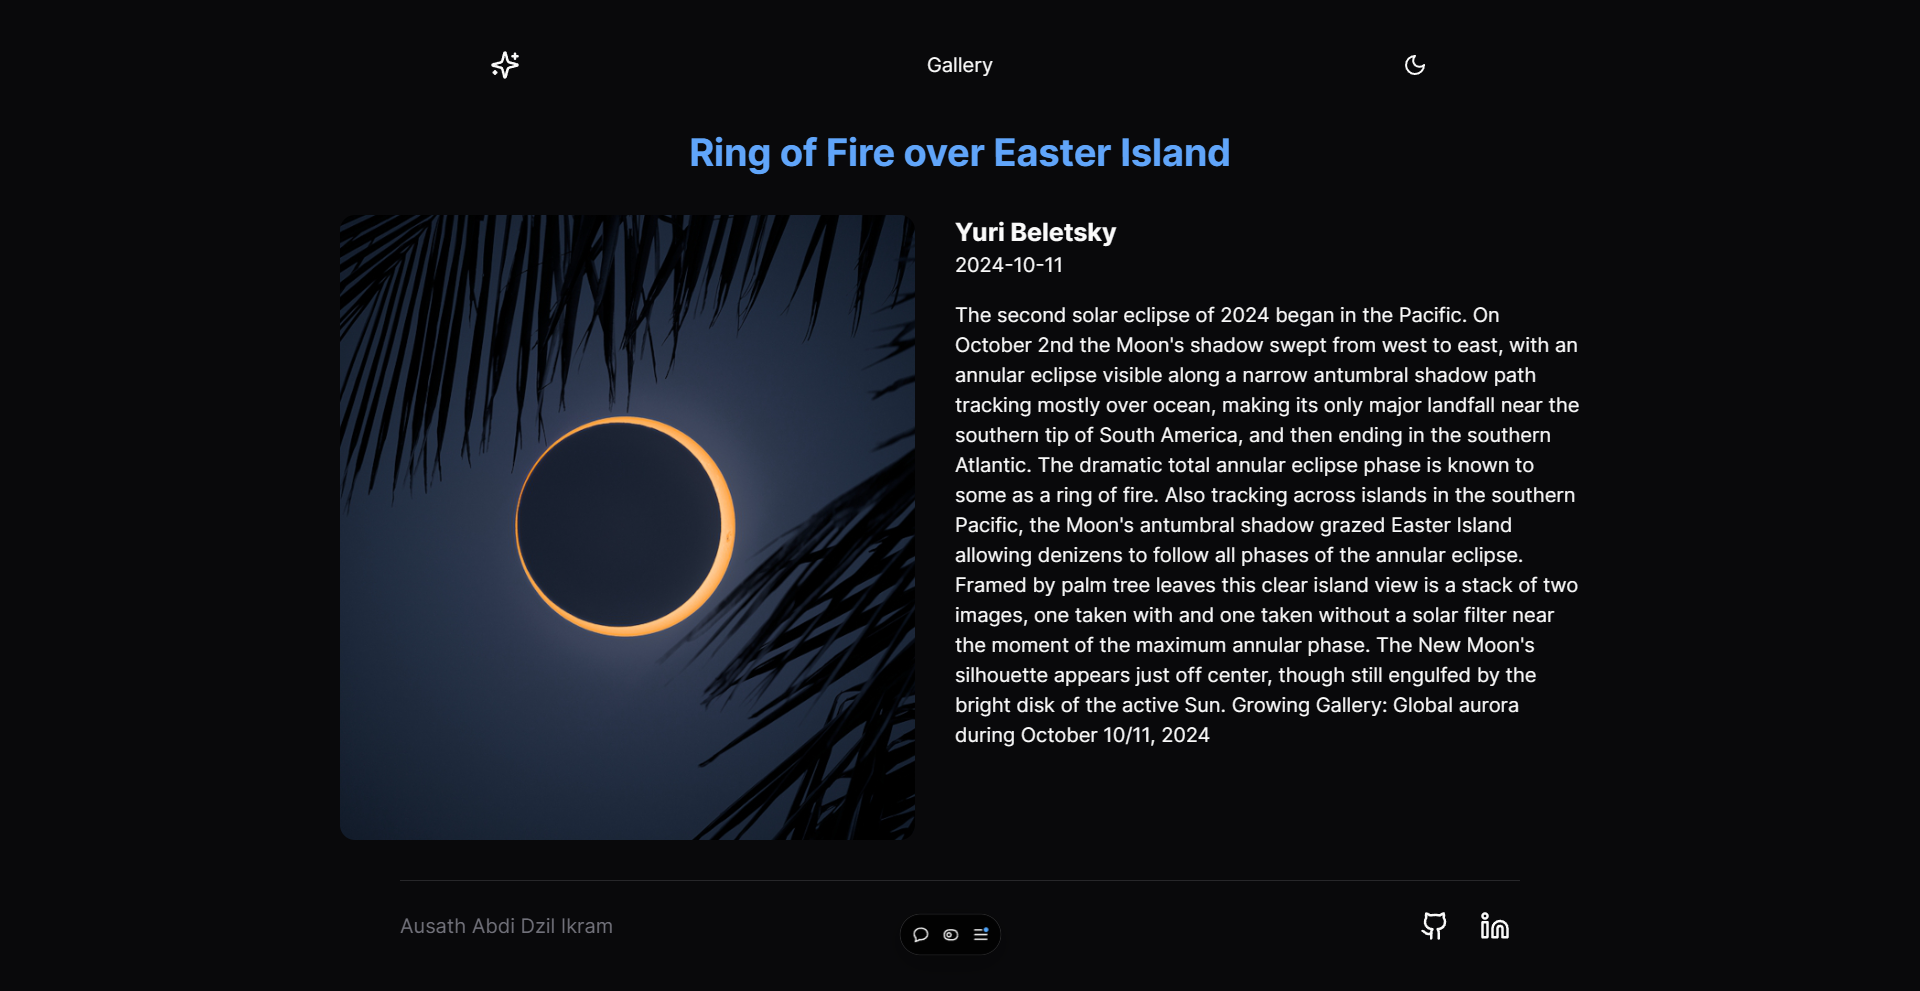 Gallery
Ring of Fire over Easter Island
Yuri Beletsky
2024-10-11
The second solar eclipse of 2024 began in the Pacific. On
October 2nd the Moon's shadow swept from west to east, with an
annular eclipse visible along a narrow antumbral shadow path
tracking mostly over ocean, making its only major landfall near the
southern tip of South America, and then ending in the southern
Atlantic. The dramatic total annular eclipse phase is known to
some as a ring of fire. Also tracking across islands in the southern
Pacific, the Moon's antumbral shadow grazed Easter Island
allowing denizens to follow all phases of the annular eclipse.
Framed by palm tree leaves this clear island view is a stack of two
images, one taken with and one taken without a solar filter near
the moment of the maximum annular phase. The New Moon's
silhouette appears just off center, though still engulfed by the
bright disk of the active Sun. Growing Gallery: Global aurora
during October 10/11, 2024
Ausath Abdi Dzil Ikram